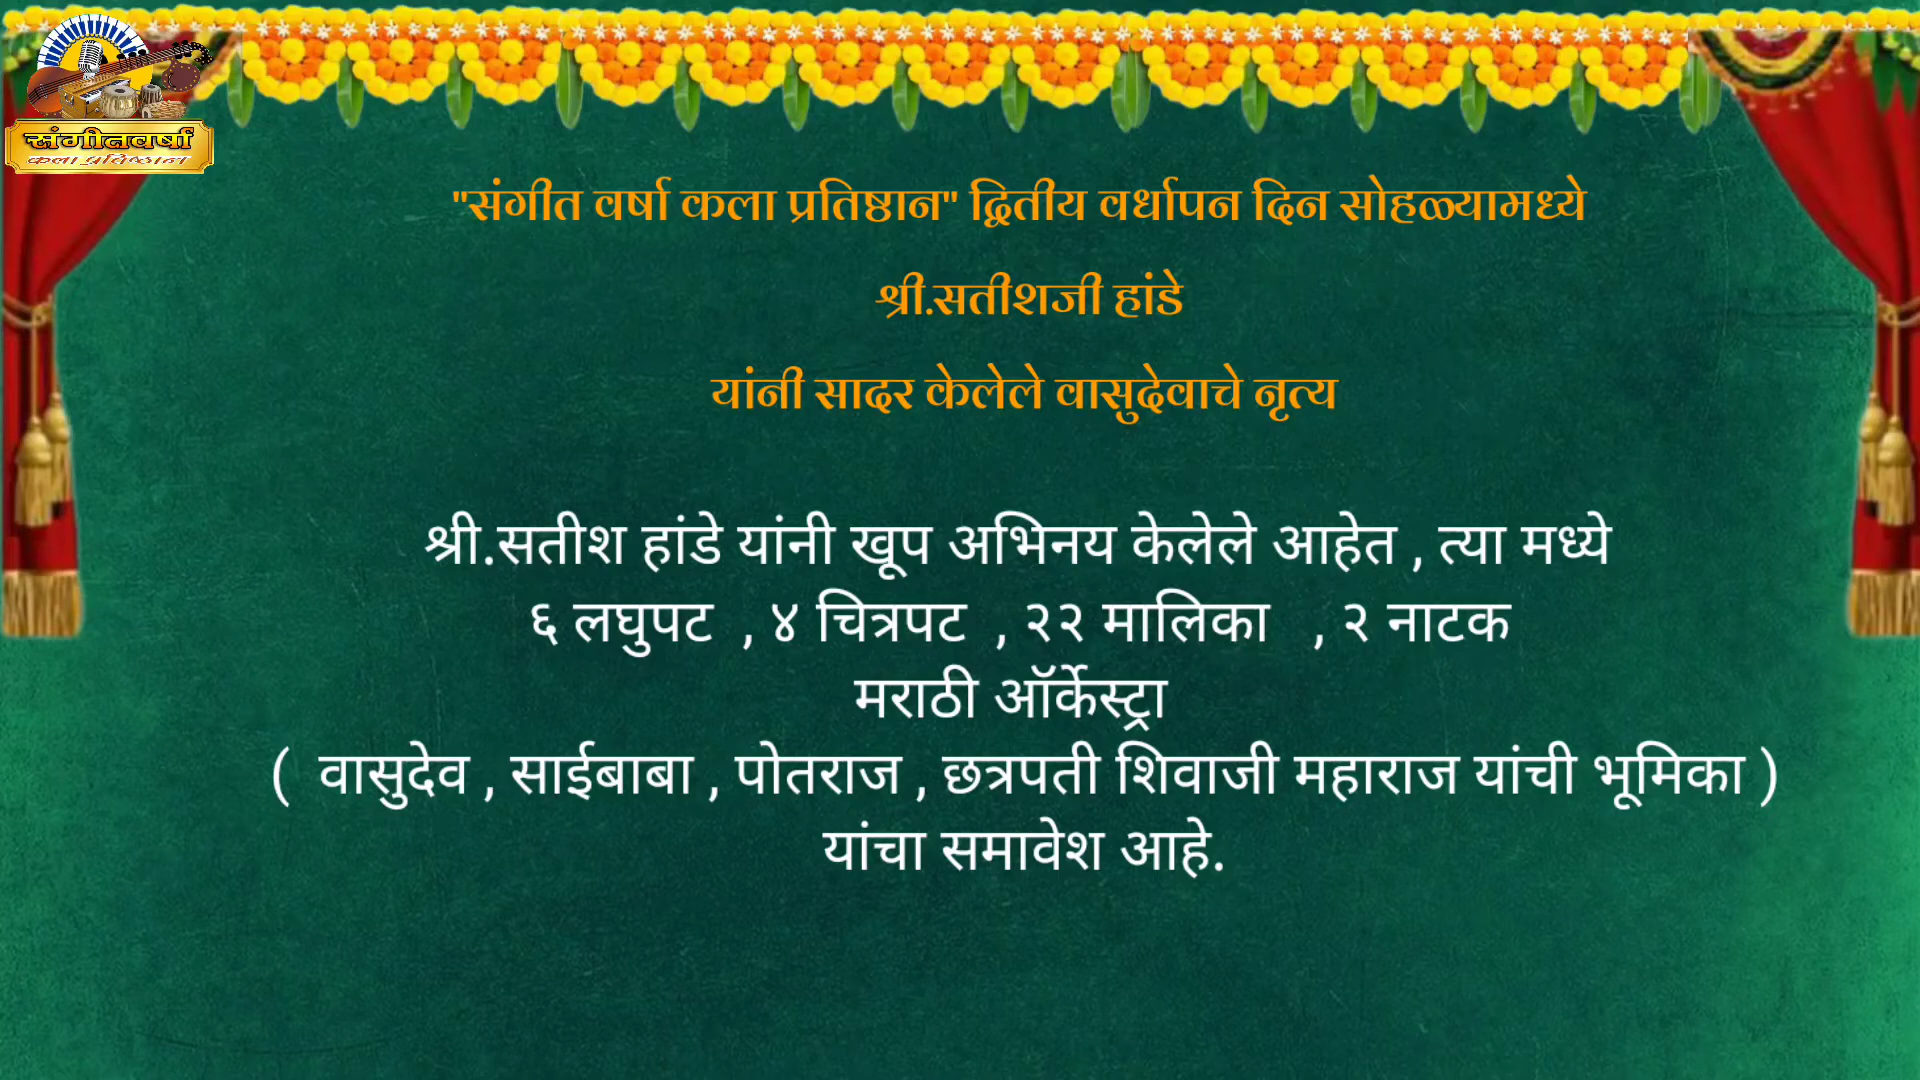 संगीतवर्षा
कला प्रतिष्ठान
"संगीत वर्षा कला प्रतिष्ठान" द्वितीय वर्धापन दिन सोहळ्यामध्ये
श्री.सतीशजी हांडे
यांनी सादर केलेले वासुदेवाचे नृत्य
श्री.सतीश हांडे यांनी खूप अभिनय केलेले आहेत , त्या मध्ये
६ लघुपट , ४ चित्रपट , २२ मालिका , २ नाटक
मराठी ऑर्केस्ट्रा
( वासुदेव , साईबाबा , पोतराज , छत्रपती शिवाजी महाराज यांची भूमिका )
यांचा समावेश आहे.